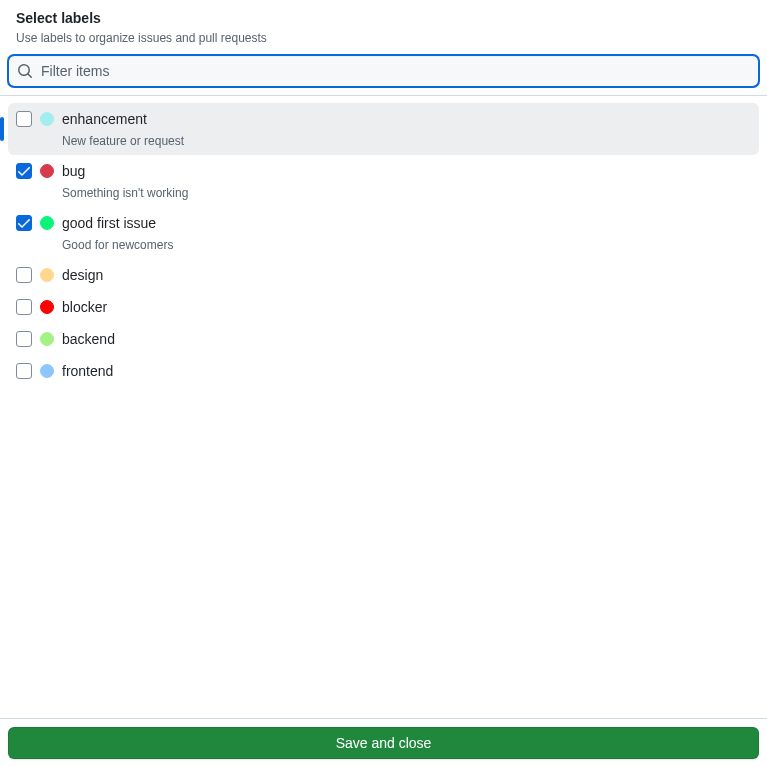 Select labels
Use labels to organize issues and pull requests
Filter items
enhancement
New feature or request
bug
Something isn't working
good first issue
Good for newcomers
design
blocker
backend
frontend
Save and close